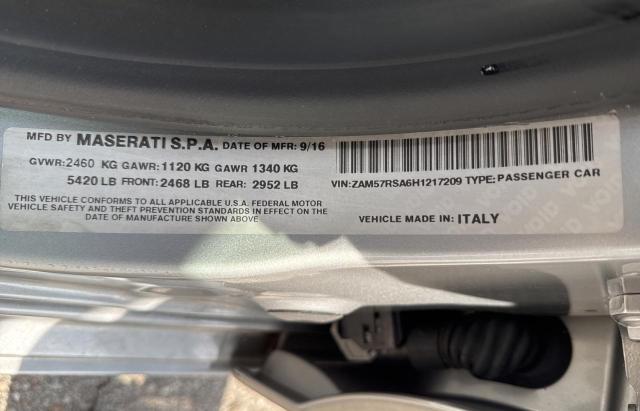 MFD BY MASERATI S.P.A. DATE OF MFR: 9/16
GVWR:2460 KG GAWR:1120 KG GAWR 1340 KG
5420 LB FRONT: 2468 LB REAR: 2952 LB
THIS VEHICLE CONFORMS TO ALL APPLICABLE U.S.A. FEDERAL MOTOR
VEHICLE SAFETY AND THEFT PREVENTION STANDARDS IN EFFECT ON THE
DATE OF MANUFACTURE SHOWN ABOVE
VIN:ZAM57RSA6H1217209 TYPE: PASSENGER CAR
VEHICLE MADE IN: ITALY
VOID